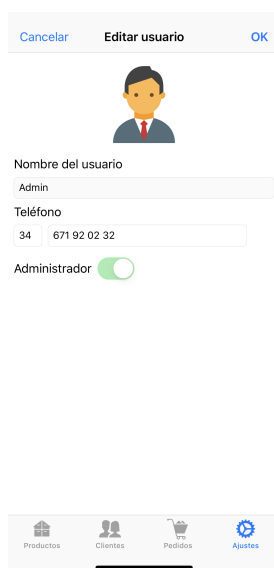 Cancelar Editar usuario OK
Nombre del usuario
Admin
Teléfono
34 671 92 02 32
Administrador
Productos Clientes Pedidos Ajustes